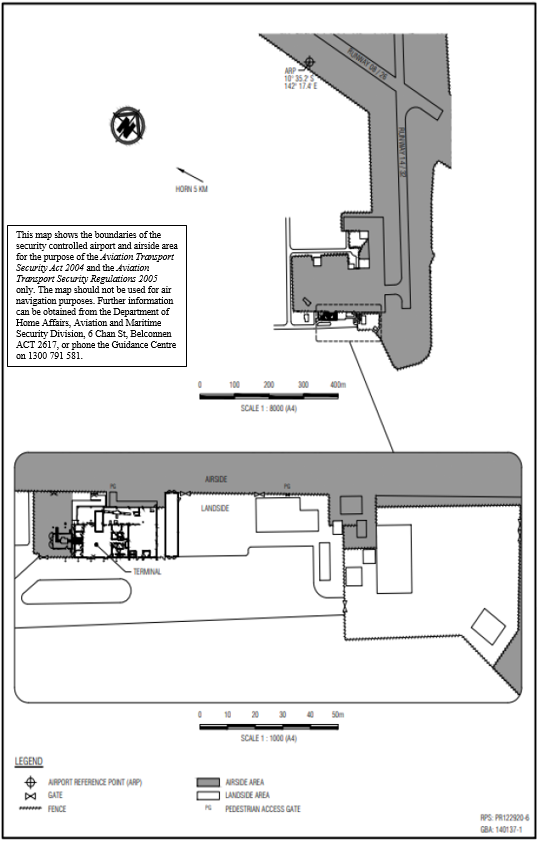 RUNWAY 08 / 26
ARP
10° 35.2' S
142° 17.4' E
RUNWAY 14 / 32
N
HORN 5 KM
This map shows the boundaries of the
security controlled airport and airside area
for the purpose of the Aviation Transport
Security Act 2004 and the Aviation
Transport Security Regulations 2005
only. The map should not be used for air
navigation purposes. Further information
can be obtained from the Department of
Home Affairs, Aviation and Maritime
Security Division, 6 Chan St, Belconnen
ACT 2617, or phone the Guidance Centre
on 1300 791 581.
0 100 200 300 400m
SCALE 1 : 8000 (A4)
AIRSIDE
PG
PG
LANDSIDE
TERMINAL
0 10 20 30 40 50m
SCALE 1 : 1000 (A4)
LEGEND
AIRPORT REFERENCE POINT (ARP)
GATE
FENCE
AIRSIDE AREA
LANDSIDE AREA
PG PEDESTRIAN ACCESS GATE
RPS: PR122920-6
GBA: 140137-1